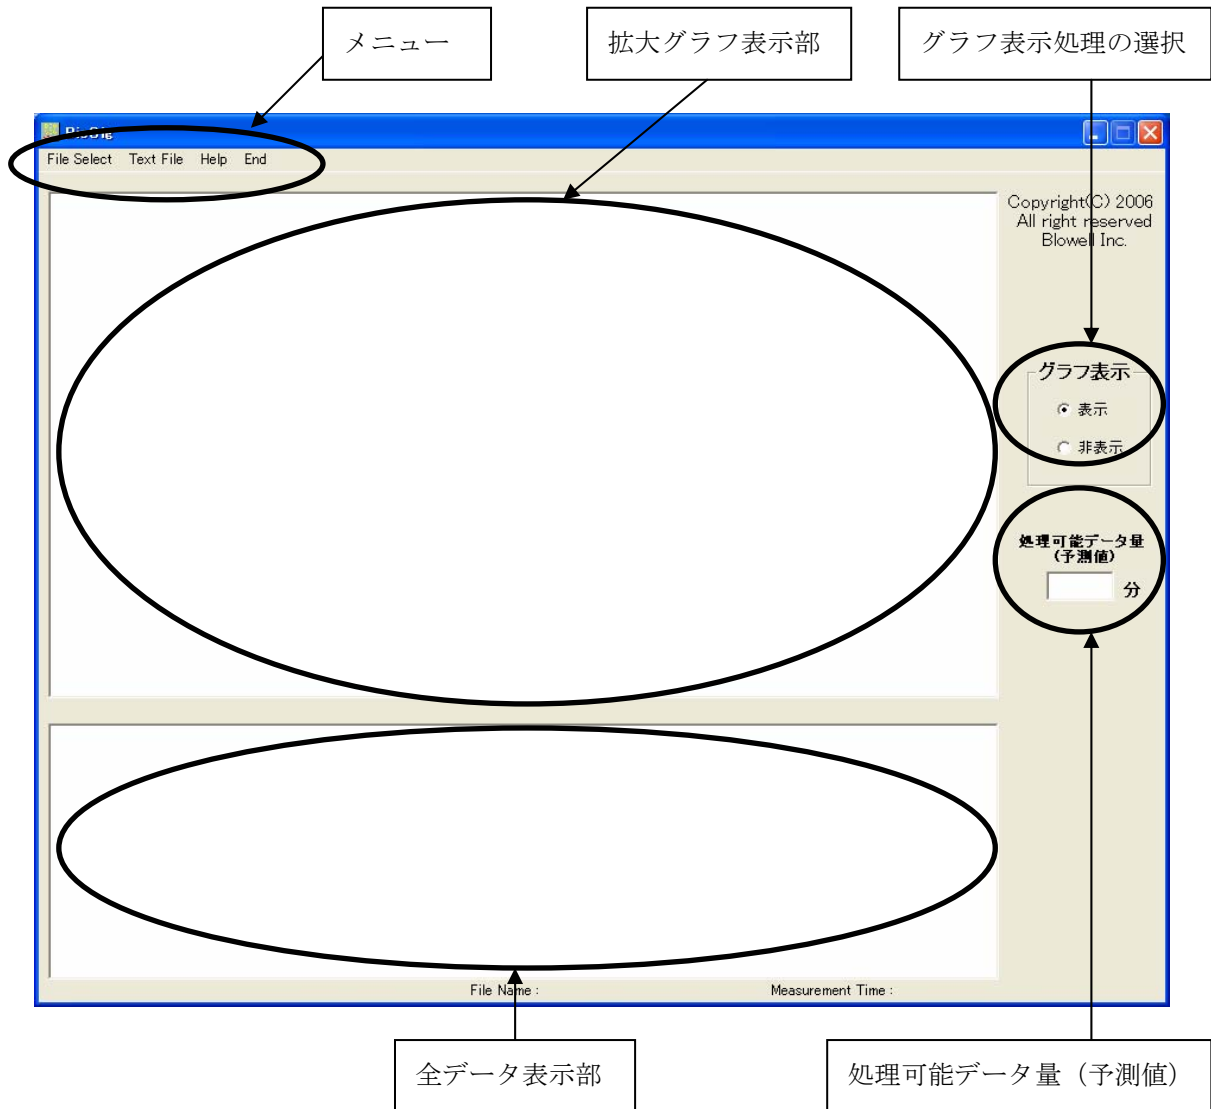 メニュー
拡大グラフ表示部
グラフ表示処理の選択
File Select Text File Help End
Copyright(C) 2006
All right reserved
Blowell Inc.
グラフ表示
表示
非表示
処理可能データ量
(予測値)
分
File Name :
Measurement Time :
全データ表示部
処理可能データ量（予測値）